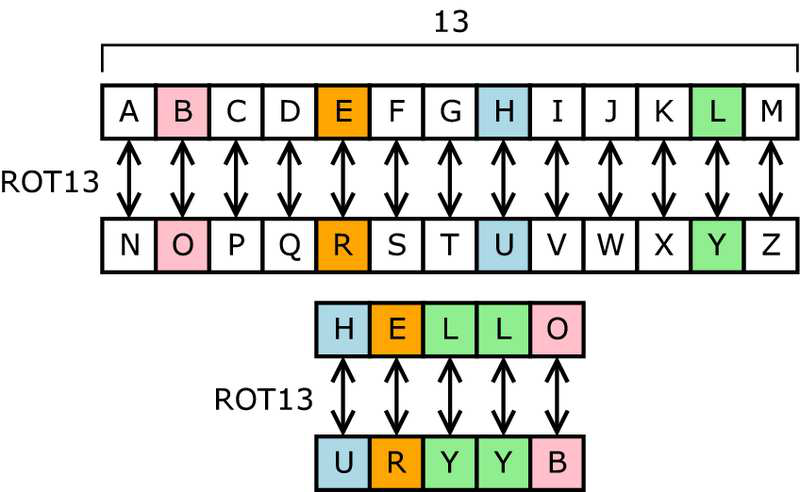 13
A B C D E F G H I J K L M
ROT13
N O P Q R S T U V W X Y Z
H E L L O
ROT13
U R Y Y B